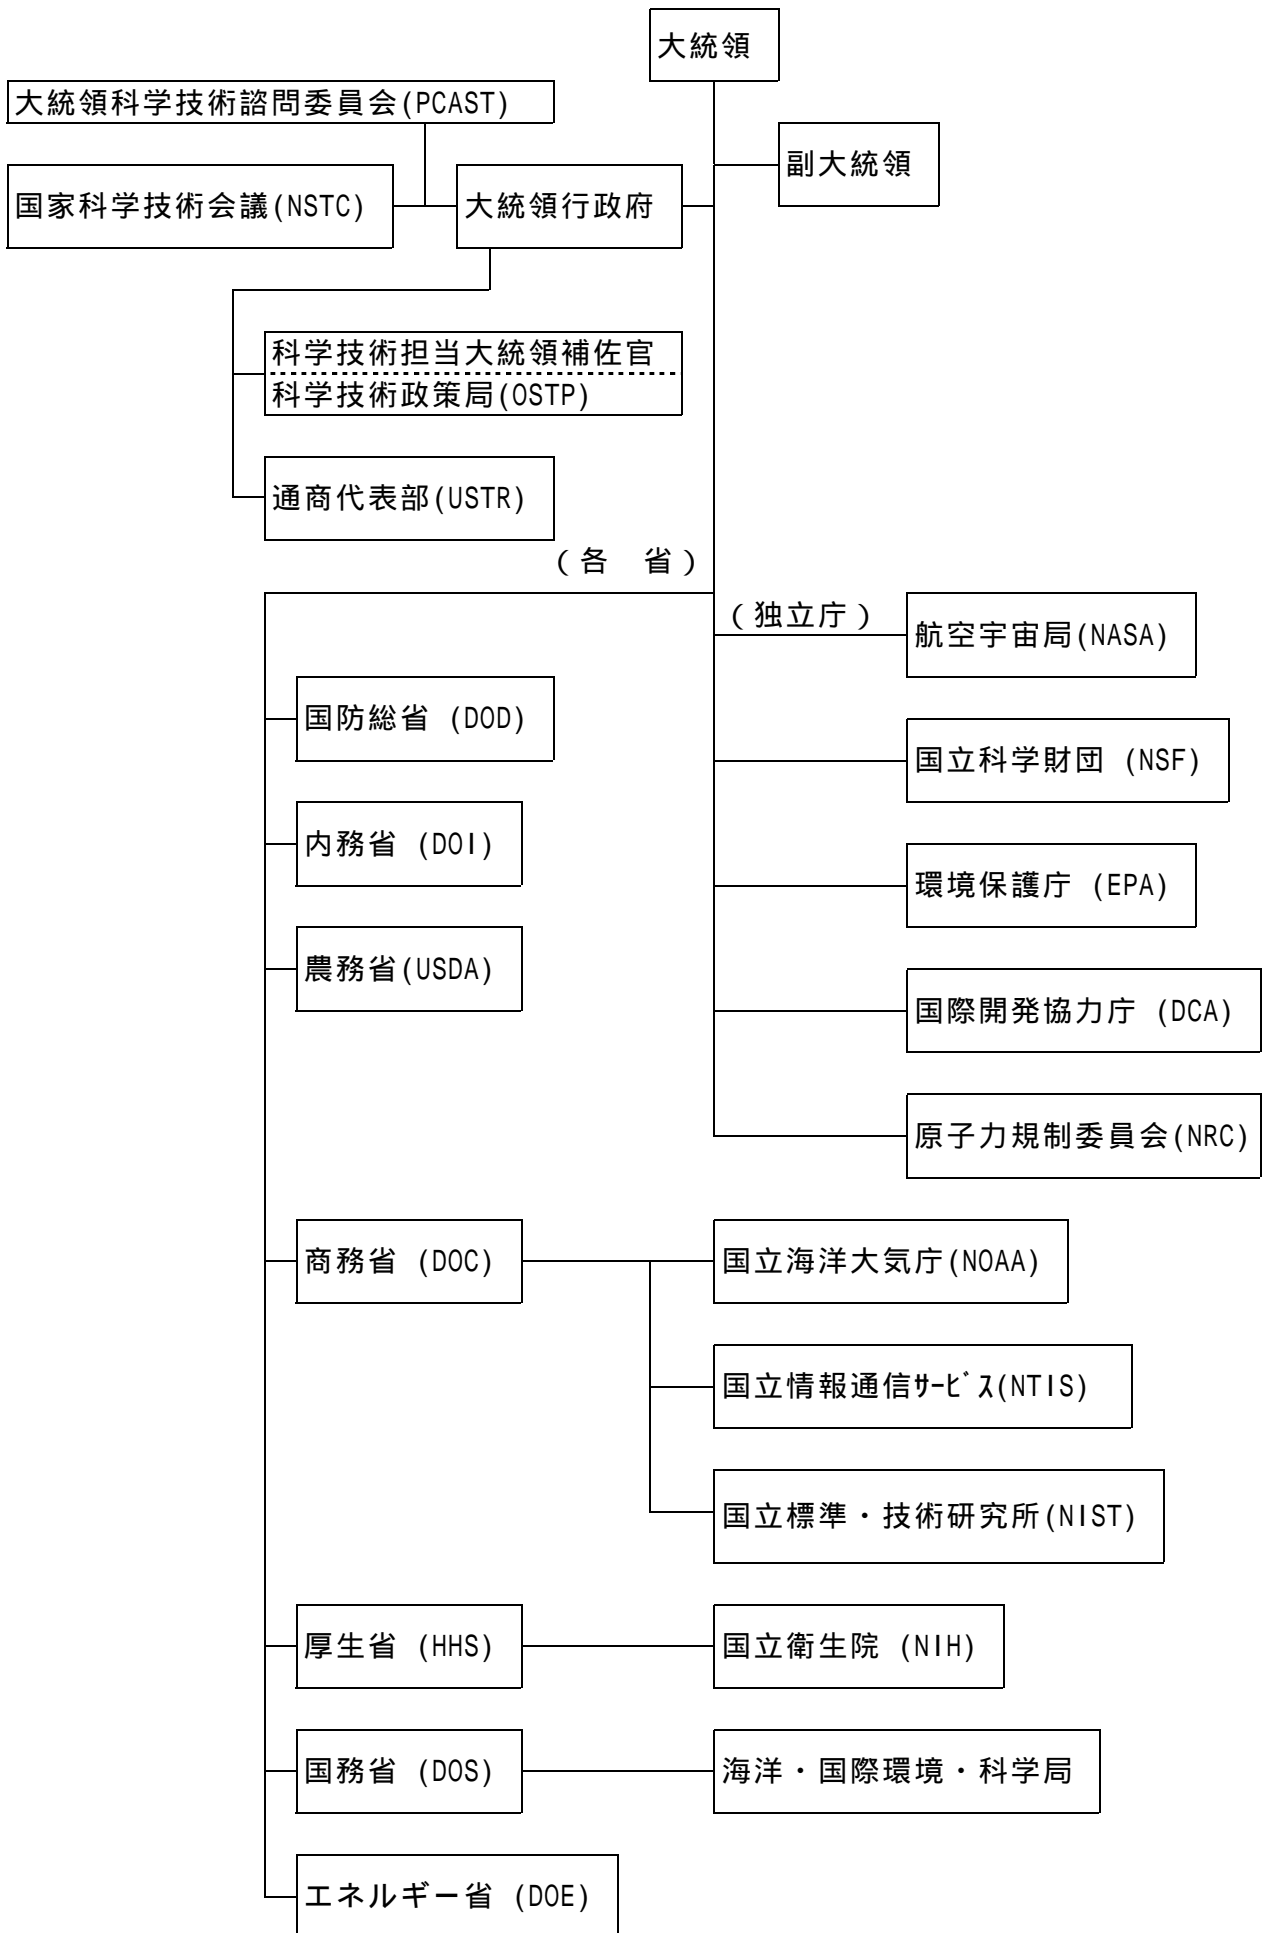 大統領
大統領科学技術諮問委員会(PCAST)
副大統領
国家科学技術会議(NSTC)
大統領行政府
科学技術担当大統領補佐官
科学技術政策局(OSTP)
通商代表部(USTR)
(各　省)
(独立庁)
航空宇宙局(NASA)
国防総省 (DOD)
国立科学財団 (NSF)
内務省 (DOI)
環境保護庁 (EPA)
農務省(USDA)
国際開発協力庁 (DCA)
原子力規制委員会(NRC)
商務省 (DOC)
国立海洋大気庁(NOAA)
国立情報通信ｻｰﾋﾞｽ(NTIS)
国立標準・技術研究所(NIST)
厚生省 (HHS)
国立衛生院 (NIH)
国務省 (DOS)
海洋・国際環境・科学局
エネルギー省 (DOE)